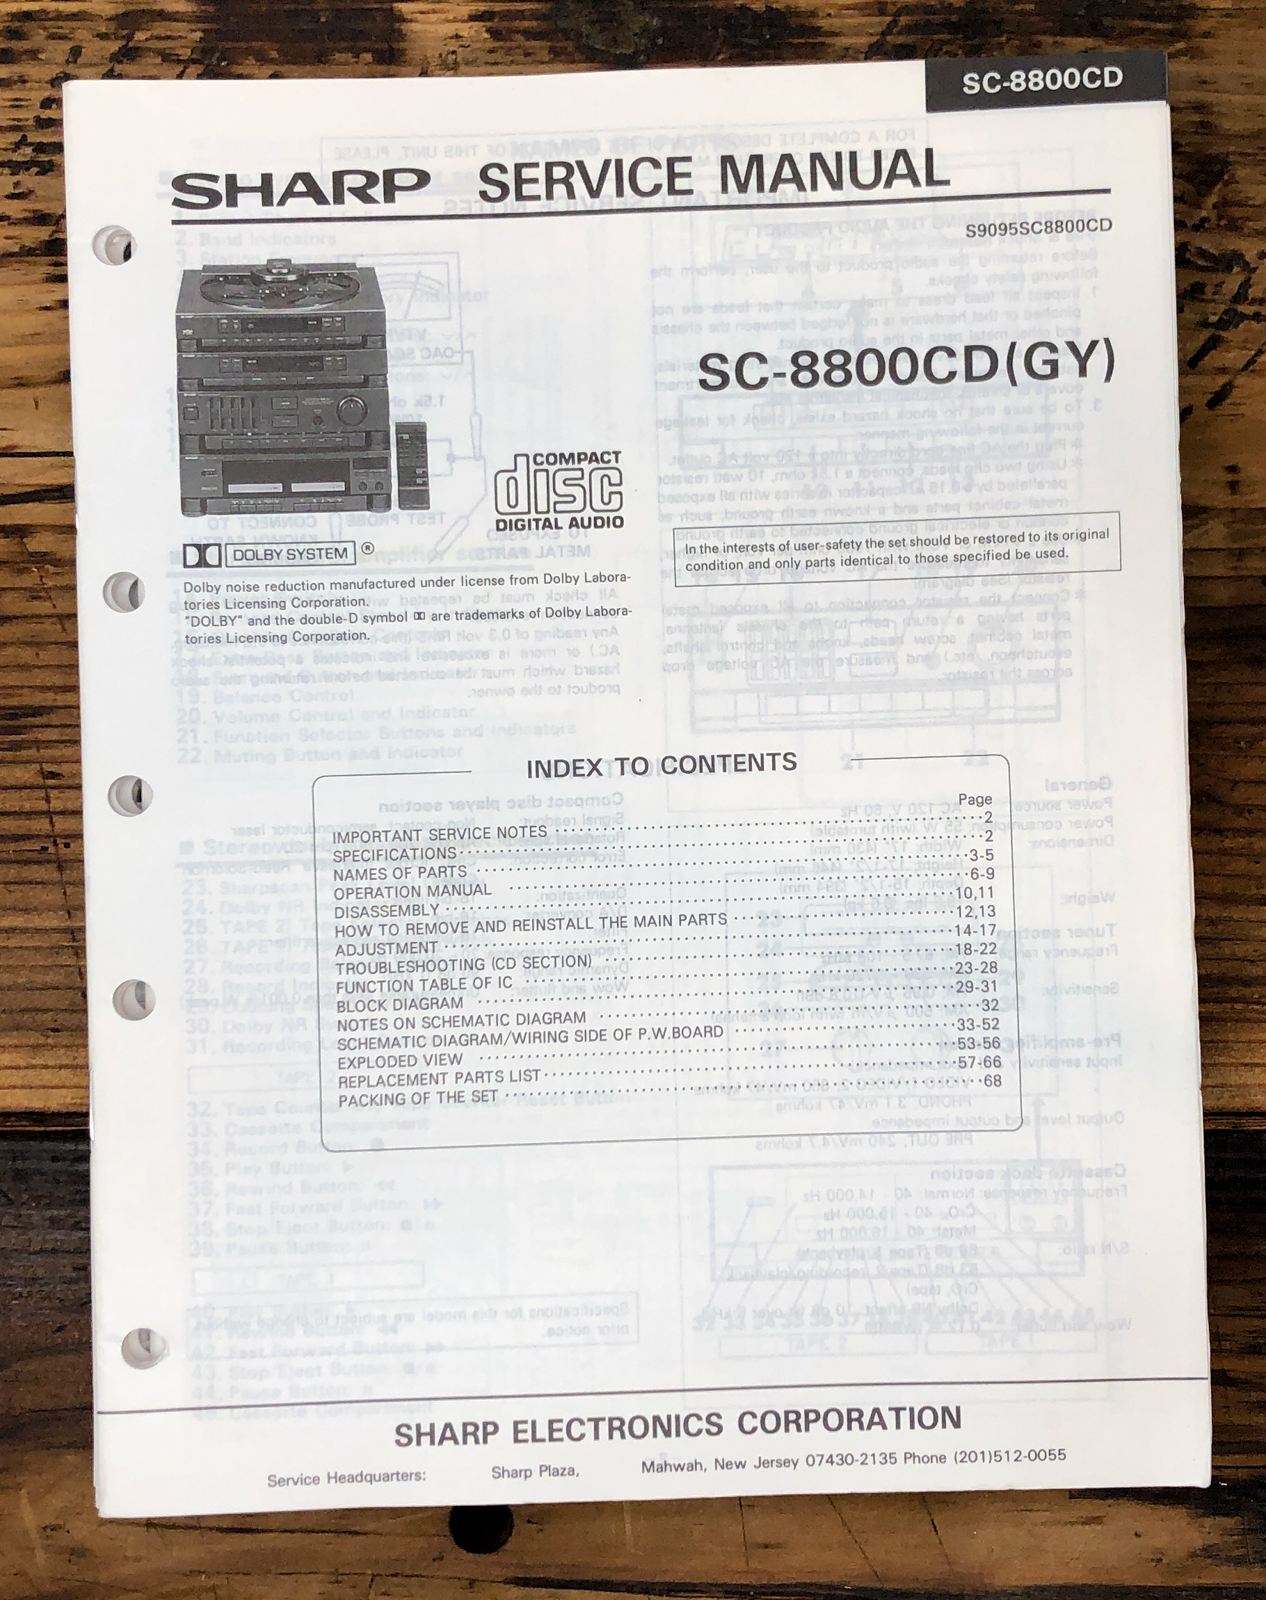 SC-8800CD
SHARP SERVICE MANUAL
S9095SC8800CD
SC-8800CD(GY)
COMPACT
disc
DIGITAL AUDIO
DOLBY SYSTEM ®
In the interests of user-safety the set should be restored to its original
condition and only parts identical to those specified be used.
Dolby noise reduction manufactured under license from Dolby Labora-
tories Licensing Corporation.
"DOLBY" and the double-D symbol are trademarks of Dolby Labora-
tories Licensing Corporation.
INDEX TO CONTENTS
Page
IMPORTANT SERVICE NOTES 2
SPECIFICATIONS 2
NAMES OF PARTS 3-5
OPERATION MANUAL 6-9
DISASSEMBLY 10,11
HOW TO REMOVE AND REINSTALL THE MAIN PARTS 12,13
ADJUSTMENT 14-17
TROUBLESHOOTING (CD SECTION) 18-22
FUNCTION TABLE OF IC 23-28
BLOCK DIAGRAM 29-31
NOTES ON SCHEMATIC DIAGRAM 32
SCHEMATIC DIAGRAM/WIRING SIDE OF P.W.BOARD 33-52
EXPLODED VIEW 53-56
REPLACEMENT PARTS LIST 57-66
PACKING OF THE SET 68
SHARP ELECTRONICS CORPORATION
Service Headquarters: Sharp Plaza, Mahwah, New Jersey 07430-2135 Phone (201)512-0055